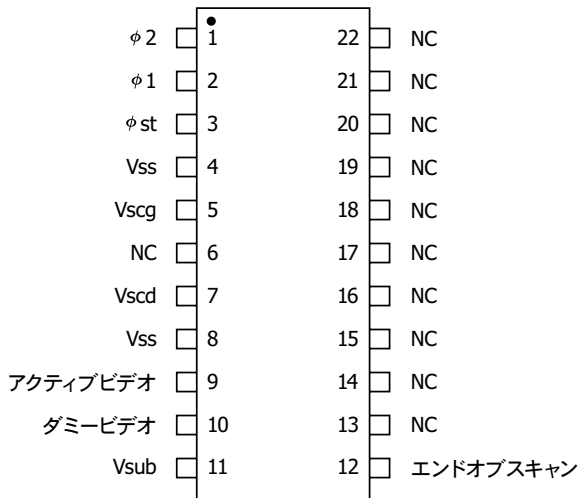 φ2 1 22 NC
φ1 2 21 NC
φst 3 20 NC
Vss 4 19 NC
Vscg 5 18 NC
NC 6 17 NC
Vscd 7 16 NC
Vss 8 15 NC
アクティブビデオ 9 14 NC
ダミービデオ 10 13 NC
Vsub 11 12 エンドオブスキャン